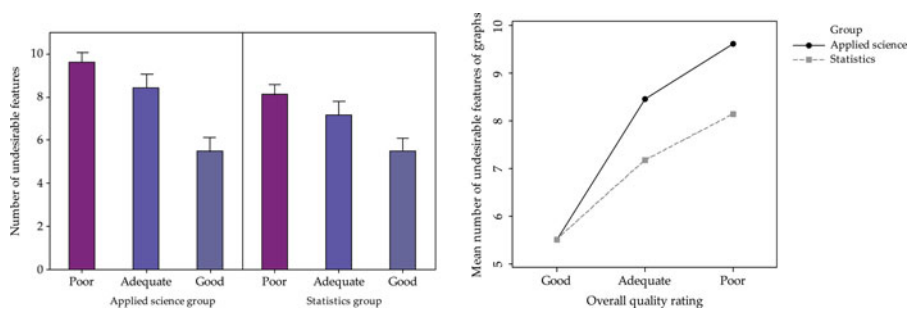 Number of undesirable features
10
8
6
4
2
0
Poor
Adequate
Good
Poor
Adequate
Good
Applied science group
Statistics group
Mean number of undesirable features of graphs
10
9
8
7
6
5
Good
Adequate
Poor
Overall quality rating
Group
Applied science
Statistics